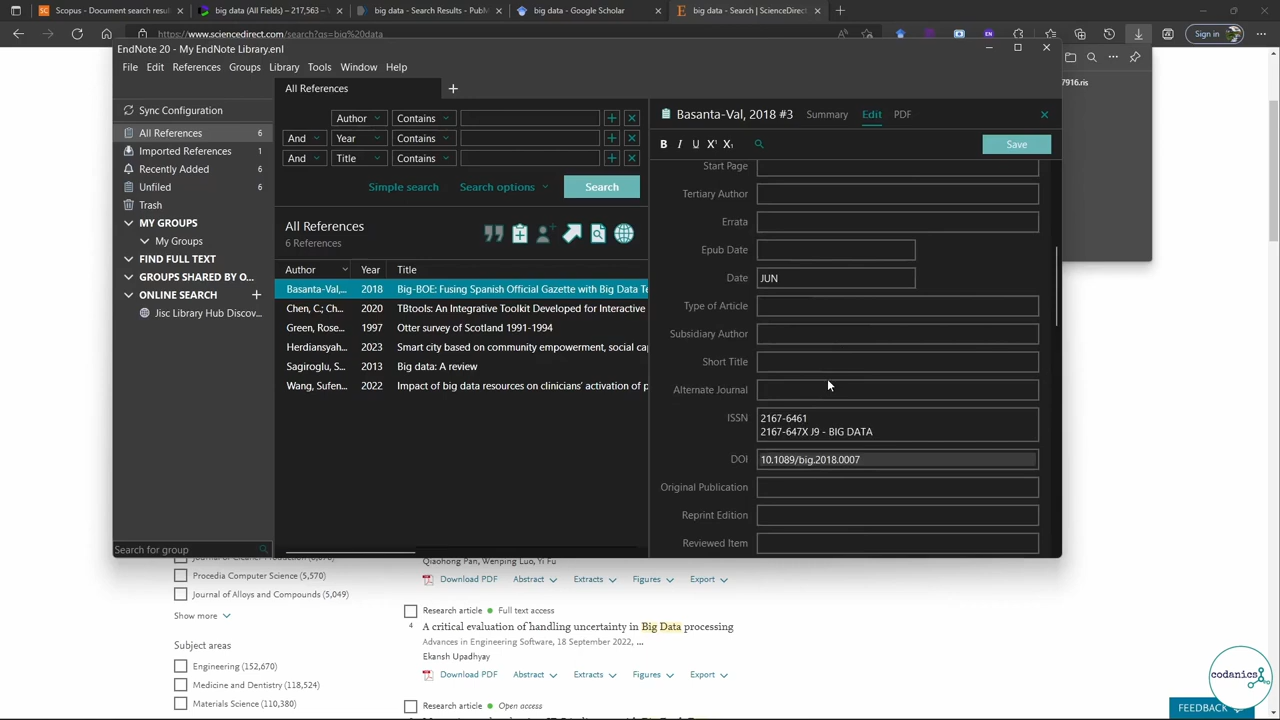 Scopus - Document search resu
big data (All Fields) – 217,563 –
big data - Search Results - PubM
big data - Google Scholar
big data - Search | ScienceDirect
https://www.sciencedirect.com/search?qs=big%20data
Sign in
EndNote 20 - My EndNote Library.enl
File Edit References Groups Library Tools Window Help
7916.ris
All References
Sync Configuration
All References 6
Imported References 1
Recently Added 6
Unfiled 6
Trash
MY GROUPS
My Groups
FIND FULL TEXT
GROUPS SHARED BY O...
ONLINE SEARCH
Jisc Library Hub Discov...
Search for group
Author Contains
And Year Contains
And Title Contains
Simple search Search options Search
All References
6 References
Author Year Title
Basanta-Val,... 2018 Big-BOE: Fusing Spanish Official Gazette with Big Data Te
Chen, C.; Ch... 2020 TBtools: An Integrative Toolkit Developed for Interactive
Green, Rose... 1997 Otter survey of Scotland 1991-1994
Herdiansyah... 2023 Smart city based on community empowerment, social cap
Sagiroglu, S... 2013 Big data: A review
Wang, Sufen... 2022 Impact of big data resources on clinicians' activation of p
Basanta-Val, 2018 #3 Summary Edit PDF
B I U X¹ X₁ Save
Start Page
Tertiary Author
Errata
Epub Date
Date JUN
Type of Article
Subsidiary Author
Short Title
Alternate Journal
ISSN 2167-6461
2167-647X J9 - BIG DATA
DOI 10.1089/big.2018.0007
Original Publication
Reprint Edition
Reviewed Item
Procedia Computer Science (5,570)
Journal of Alloys and Compounds (5,049)
Show more
Subject areas
Engineering (152,670)
Medicine and Dentistry (118,524)
Materials Science (110,380)
Qiaohong Pan, Wenping Luo, Yi Fu
Download PDF Abstract Extracts Figures Export
Research article Full text access
4 A critical evaluation of handling uncertainty in Big Data processing
Advances in Engineering Software, 18 September 2022, ...
Ekansh Upadhyay
Download PDF Abstract Extracts Figures Export
Research article Open access
FEEDBACK
codanics